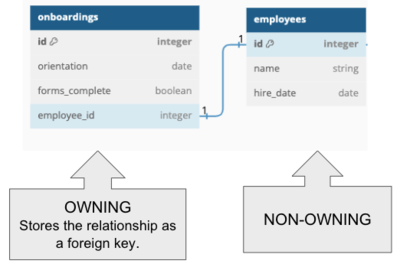 onboardings
id integer
orientation date
forms_complete boolean
employee_id integer
1
1
employees
id integer
name string
hire_date date
OWNING
Stores the relationship as
a foreign key.
NON-OWNING